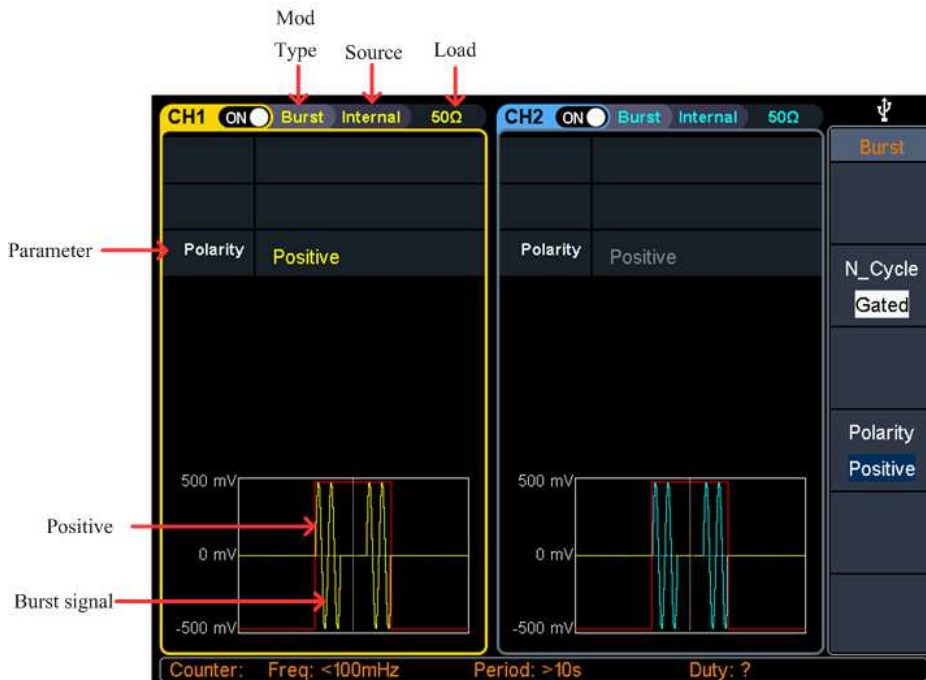 Mod
Type
Source
Load
CH1 ON Burst Internal 50Ω
CH2 ON Burst Internal 50Ω
Burst
Parameter
Polarity
Positive
Polarity
Positive
N_Cycle
Gated
Polarity
Positive
500 mV
0 mV
-500 mV
500 mV
0 mV
-500 mV
Positive
Burst signal
Counter: Freq: <100mHz Period: >10s Duty: ?